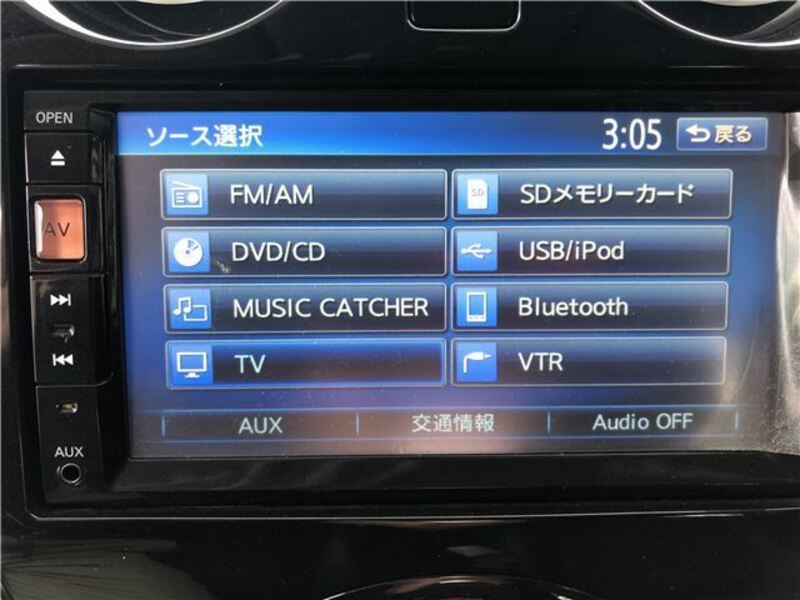 OPEN
AV
AUX
ソース選択
3:05
戻る
FM/AM
SDメモリーカード
SD
DVD/CD
USB/iPod
MUSIC CATCHER
Bluetooth
TV
VTR
AUX
交通情報
Audio OFF